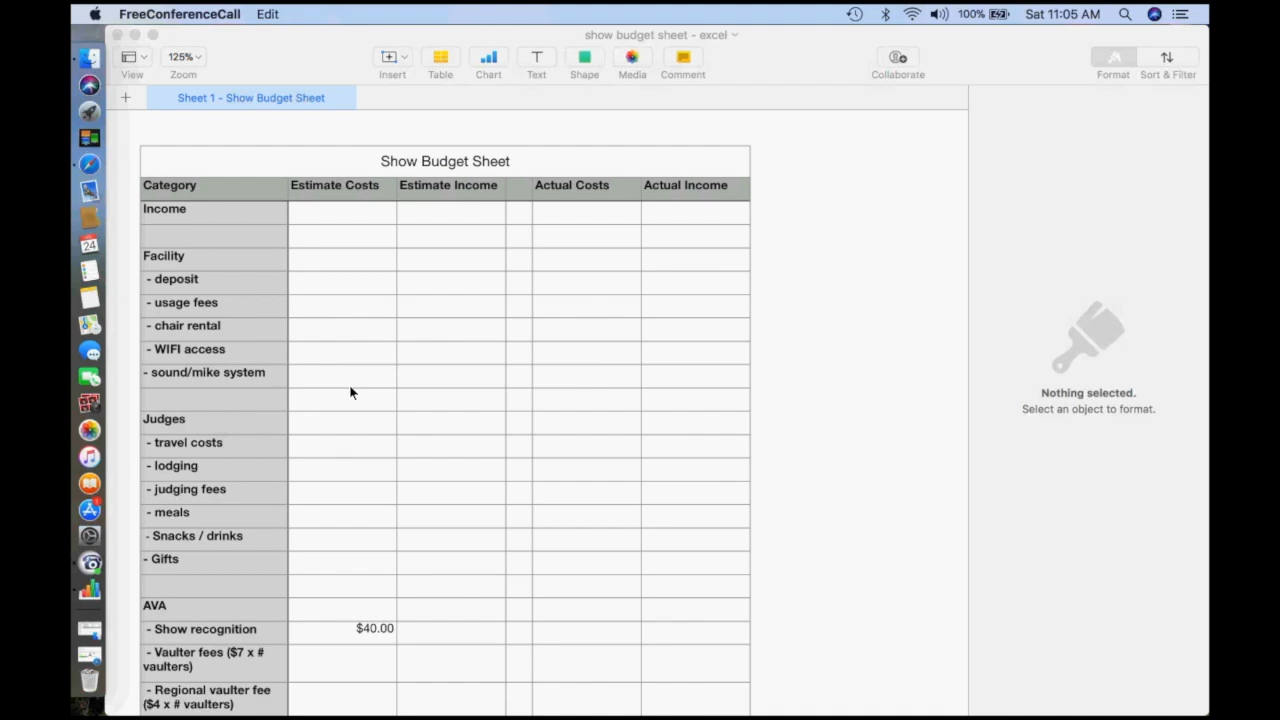 FreeConferenceCall Edit 100% Sat 11:05 AM
show budget sheet - excel
125%
View Zoom Insert Table Chart Text Shape Media Comment Collaborate Format Sort & Filter
+ Sheet 1 - Show Budget Sheet
Show Budget Sheet
Category Estimate Costs Estimate Income Actual Costs Actual Income
Income
Facility
- deposit
- usage fees
- chair rental
- WIFI access
- sound/mike system
Judges
- travel costs
- lodging
- judging fees
- meals
- Snacks / drinks
- Gifts
AVA
- Show recognition $40.00
- Vaulter fees ($7 x #
vaulters)
- Regional vaulter fee
($4 x # vaulters)
Nothing selected.
Select an object to format.
24